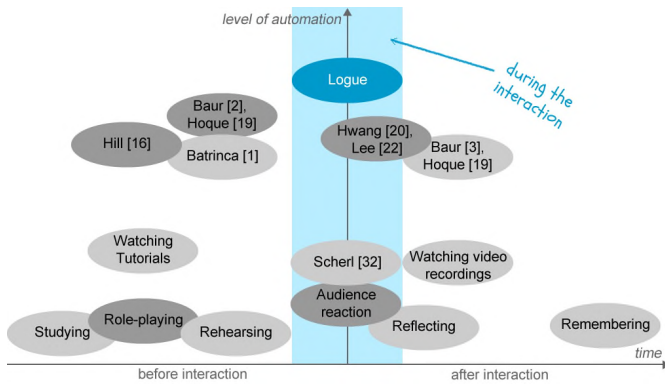 level of automation
during the
interaction
Logue
Baur [2],
Hoque [19]
Hill [16]
Batrinca [1]
Hwang [20],
Lee [22]
Baur [3],
Hoque [19]
Watching
Tutorials
Scherl [32]
Watching video
recordings
Audience
reaction
Studying
Role-playing
Rehearsing
Reflecting
Remembering
time
before interaction
after interaction